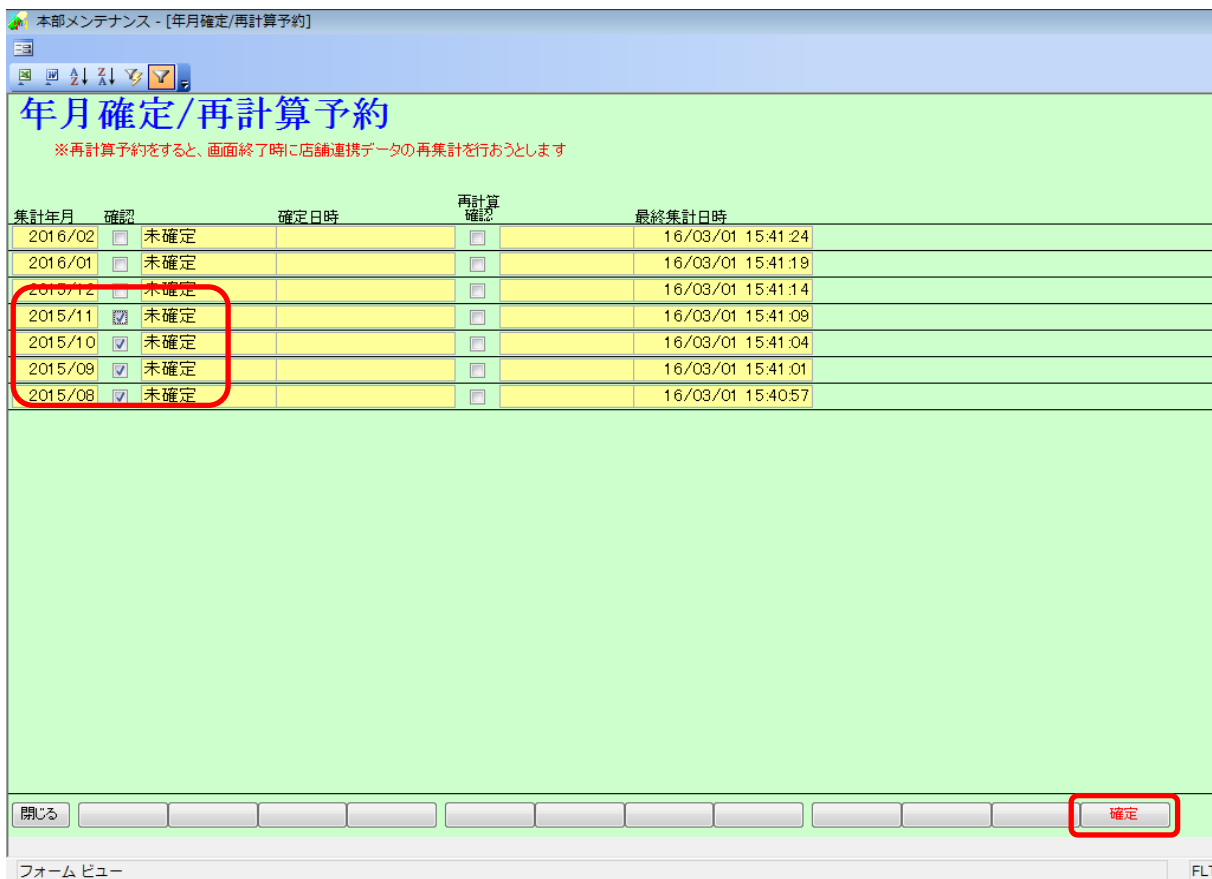 本部メンテナンス - [年月確定/再計算予約]
年月確定/再計算予約
※再計算予約をすると、画面終了時に店舗連携データの再集計を行おうとします
集計年月 確認 確定日時 再計算確認 最終集計日時
2016/02 未確定 16/03/01 15:41:24
2016/01 未確定 16/03/01 15:41:19
2015/12 未確定 16/03/01 15:41:14
2015/11 未確定 16/03/01 15:41:09
2015/10 未確定 16/03/01 15:41:04
2015/09 未確定 16/03/01 15:41:01
2015/08 未確定 16/03/01 15:40:57
閉じる 確定
フォーム ビュー FLT